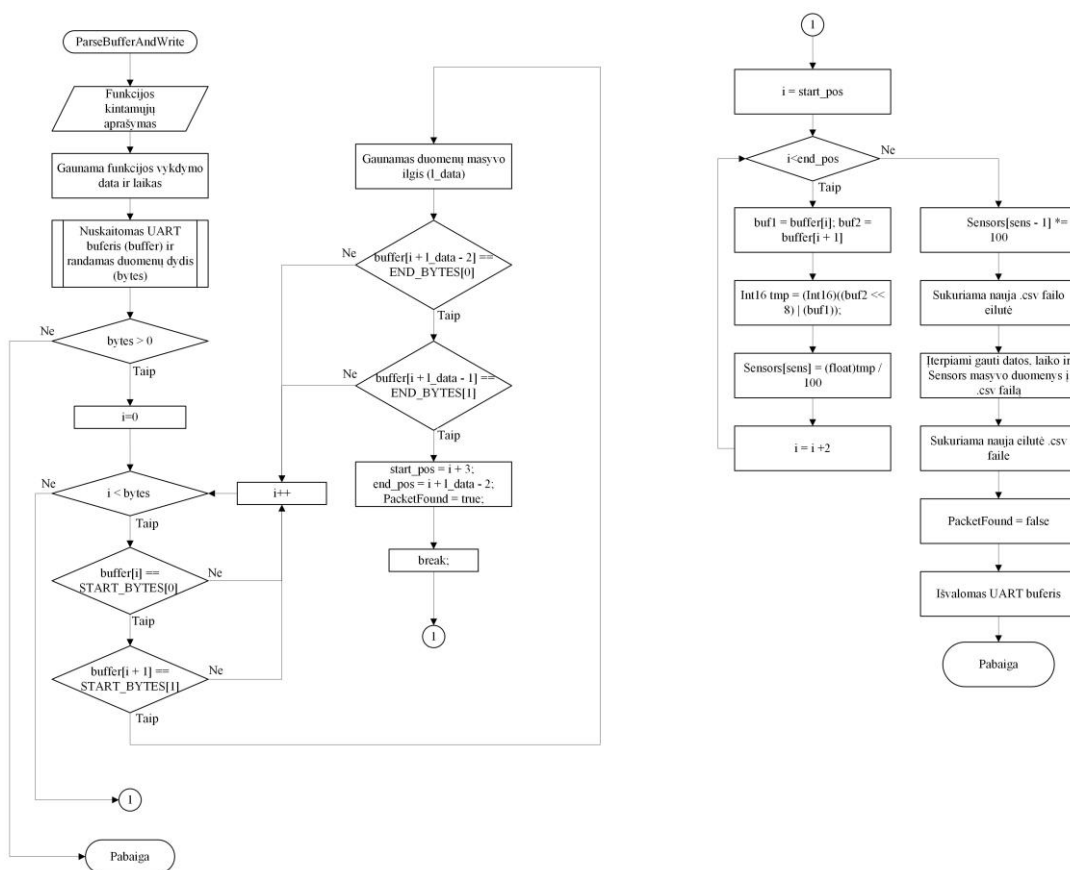 ParseBufferAndWrite
Funkcijos
kintamųjų
aprašymas
Gaunama funkcijos vykdymo
data ir laikas
Nuskaitomas UART
buferis (buffer) ir
randamas duomenų dydis
(bytes)
Ne
bytes > 0
Taip
i=0
Ne
i < bytes
Taip
i++
buffer[i] ==
START_BYTES[0]
Ne
Taip
buffer[i + 1] ==
START_BYTES[1]
Ne
Taip
1
Pabaiga
Gaunamas duomenų masyvo
ilgis (l_data)
Ne
buffer[i + l_data - 2] ==
END_BYTES[0]
Taip
Ne
buffer[i + l_data - 1] ==
END_BYTES[1]
Taip
start_pos = i + 3;
end_pos = i + l_data - 2;
PacketFound = true;
break;
1
1
i = start_pos
i<end_pos
Ne
Taip
buf1 = buffer[i]; buf2 =
buffer[i + 1]
Int16 tmp = (Int16)((buf2 <<
8) | (buf1));
Sensors[sens] = (float)tmp /
100
i = i +2
Sensors[sens - 1] *=
100
Sukuriama nauja .csv failo
eilutė
Įterpiami gauti datos, laiko ir
Sensors masyvo duomenys į
.csv failą
Sukuriama nauja eilutė .csv
faile
PacketFound = false
Išvalomas UART buferis
Pabaiga